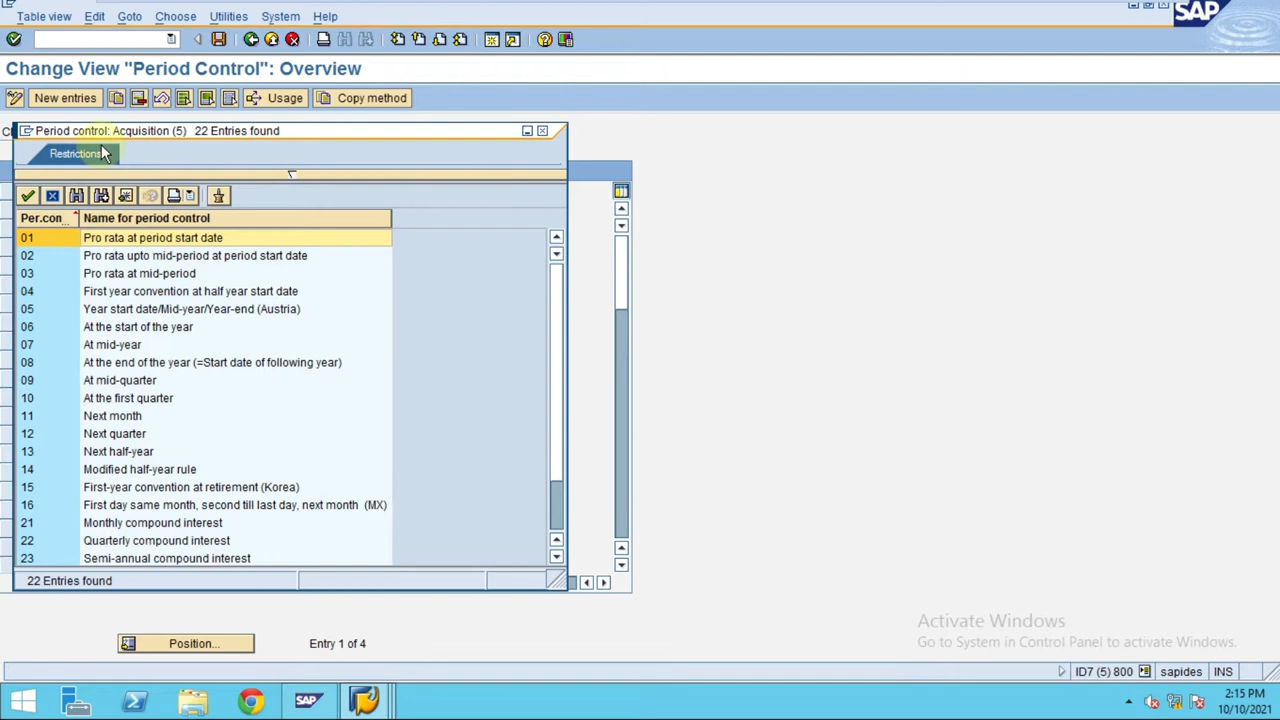 Table view Edit Goto Choose Utilities System Help
SAP
Change View "Period Control": Overview
New entries Usage Copy method
Period control: Acquisition (5) 22 Entries found
Restrictions
Per.con... Name for period control
01 Pro rata at period start date
02 Pro rata upto mid-period at period start date
03 Pro rata at mid-period
04 First year convention at half year start date
05 Year start date/Mid-year/Year-end (Austria)
06 At the start of the year
07 At mid-year
08 At the end of the year (=Start date of following year)
09 At mid-quarter
10 At the first quarter
11 Next month
12 Next quarter
13 Next half-year
14 Modified half-year rule
15 First-year convention at retirement (Korea)
16 First day same month, second till last day, next month (MX)
21 Monthly compound interest
22 Quarterly compound interest
23 Semi-annual compound interest
22 Entries found
Position... Entry 1 of 4
Activate Windows
Go to System in Control Panel to activate Windows.
ID7 (5) 800 sapides INS
SAP
2:15 PM
10/10/2021